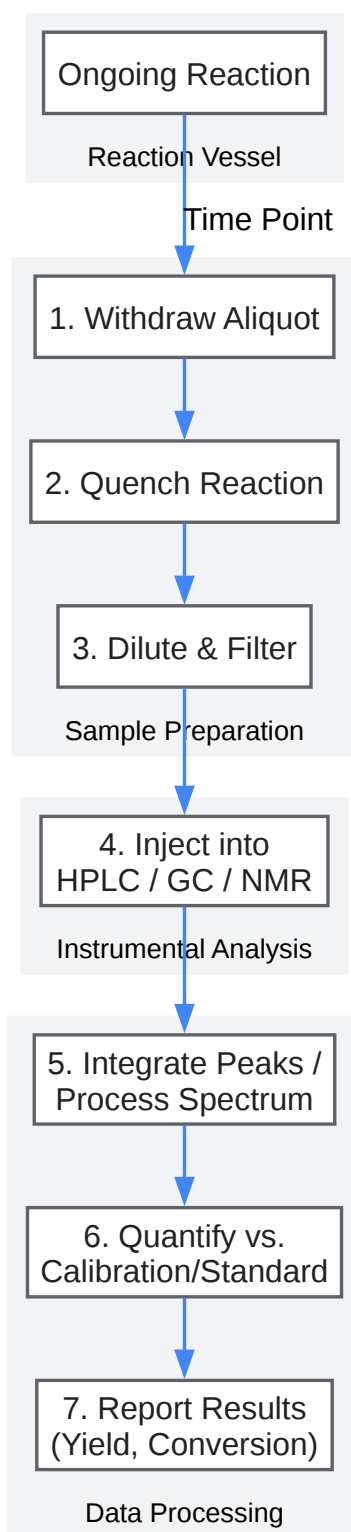 Ongoing Reaction
Reaction Vessel
Time Point
1. Withdraw Aliquot
2. Quench Reaction
3. Dilute & Filter
Sample Preparation
4. Inject into
HPLC / GC / NMR
Instrumental Analysis
5. Integrate Peaks /
Process Spectrum
6. Quantify vs.
Calibration/Standard
7. Report Results
(Yield, Conversion)
Data Processing